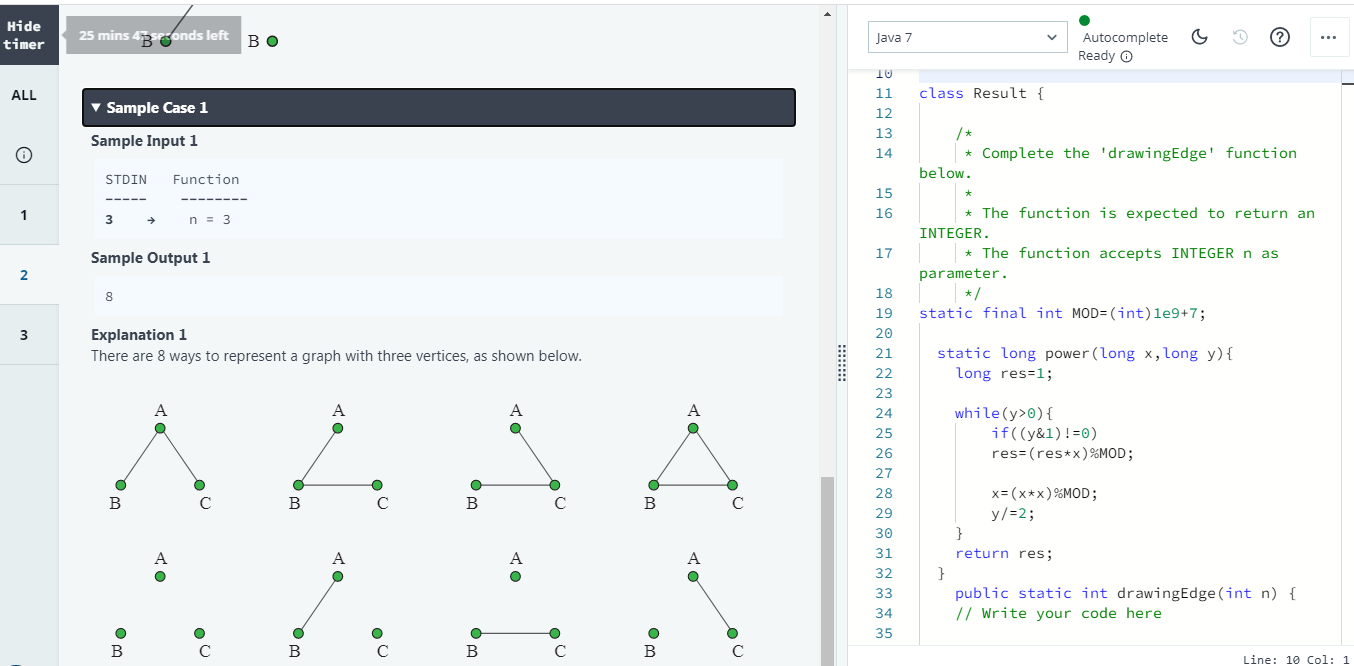 Hide
timer
25 mins 47 seconds left
B
B
ALL
1
2
3
▼ Sample Case 1
Sample Input 1
STDIN Function
----- --------
3 → n = 3
Sample Output 1
8
Explanation 1
There are 8 ways to represent a graph with three vertices, as shown below.
A A A A
B C B C B C B C
A A A A
B C B C B C B C
Java 7
Autocomplete
Ready
10
11 class Result {
12
13 /*
14 * Complete the 'drawingEdge' function
below.
15 *
16 * The function is expected to return an
INTEGER.
17 * The function accepts INTEGER n as
parameter.
18 */
19 static final int MOD=(int)1e9+7;
20
21 static long power(long x,long y){
22 long res=1;
23
24 while(y>0){
25 if((y&1)!=0)
26 res=(res*x)%MOD;
27
28 x=(x*x)%MOD;
29 y/=2;
30 }
31 return res;
32 }
33 public static int drawingEdge(int n) {
34 // Write your code here
35
Line: 10 Col: 1